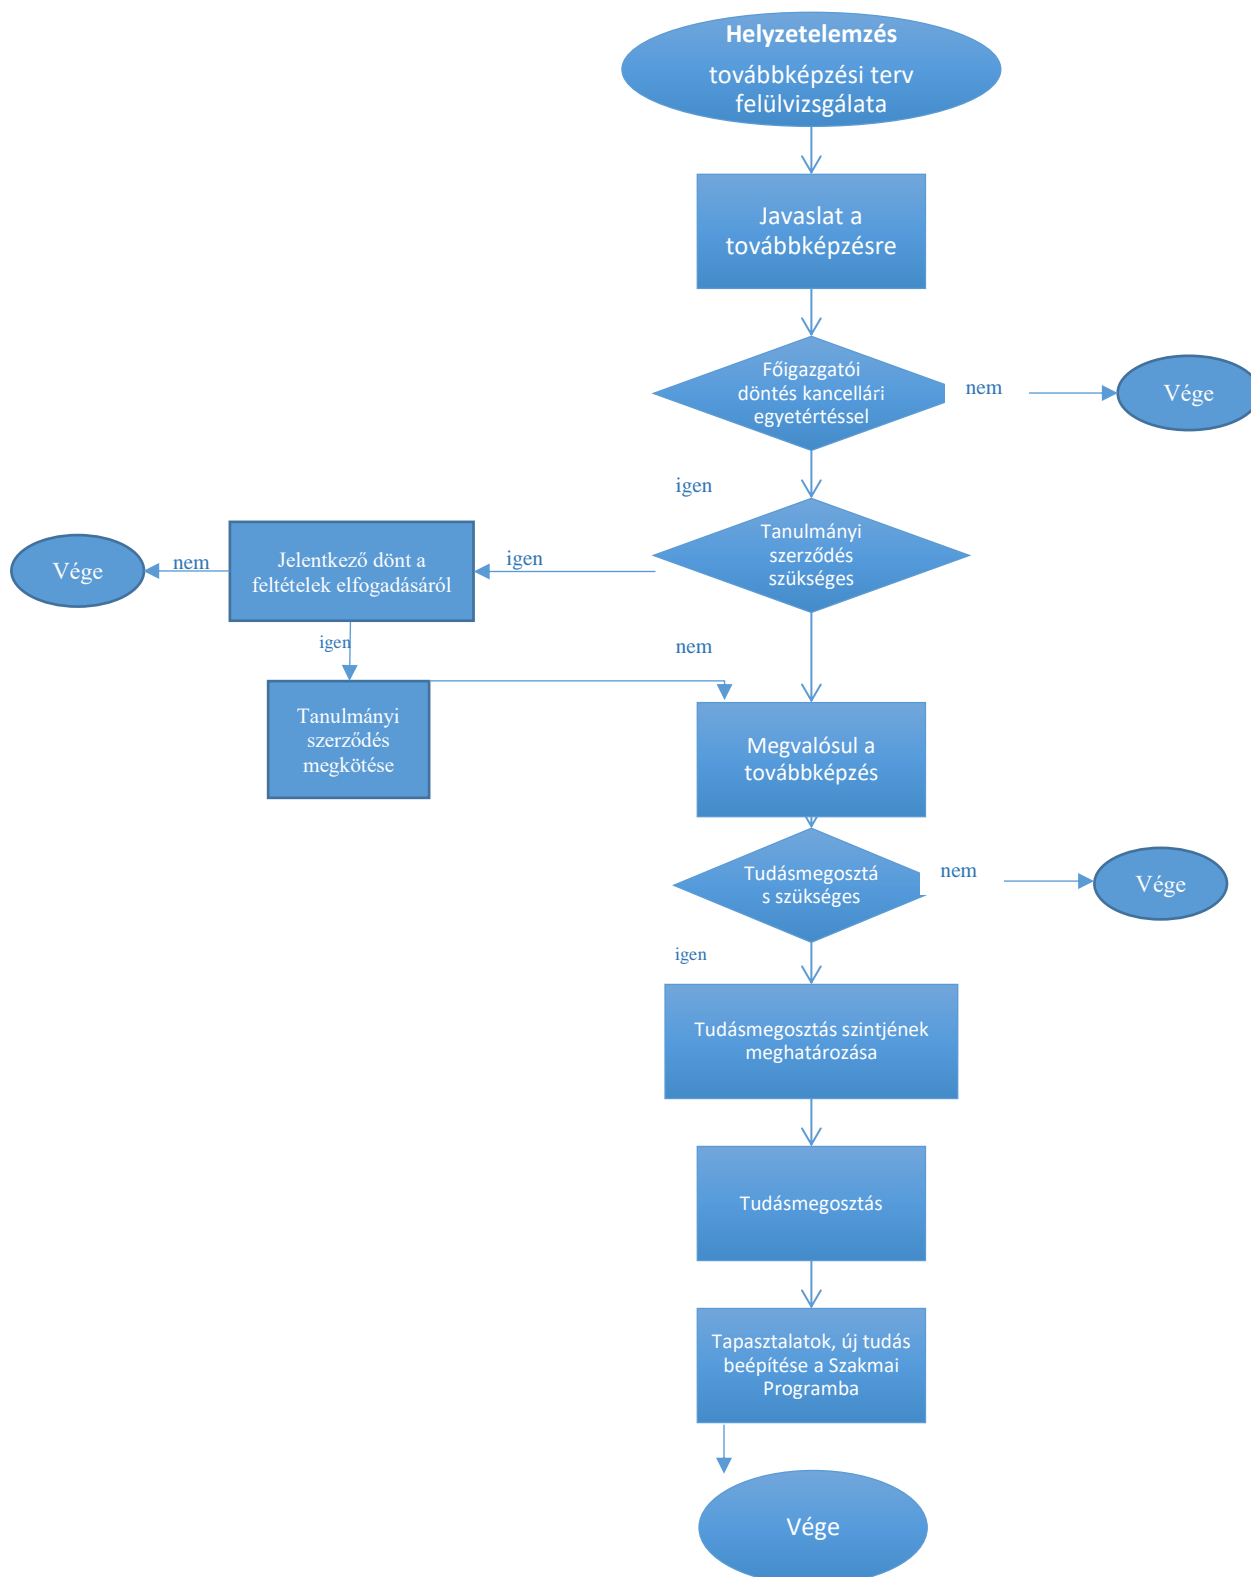 Helyzetelemzés
továbbképzési terv
felülvizsgálata
Javaslat a
továbbképzésre
Főigazgatói
döntés kancellári
egyetértéssel
nem
Vége
igen
Tanulmányi
szerződés
szükséges
igen
Jelentkező dönt a
feltételek elfogadásáról
nem
Vége
igen
nem
Tanulmányi
szerződés
megkötése
Megvalósul a
továbbképzés
Tudásmegosztá
s szükséges
nem
Vége
igen
Tudásmegosztás szintjének
meghatározása
Tudásmegosztás
Tapasztalatok, új tudás
beépítése a Szakmai
Programba
Vége